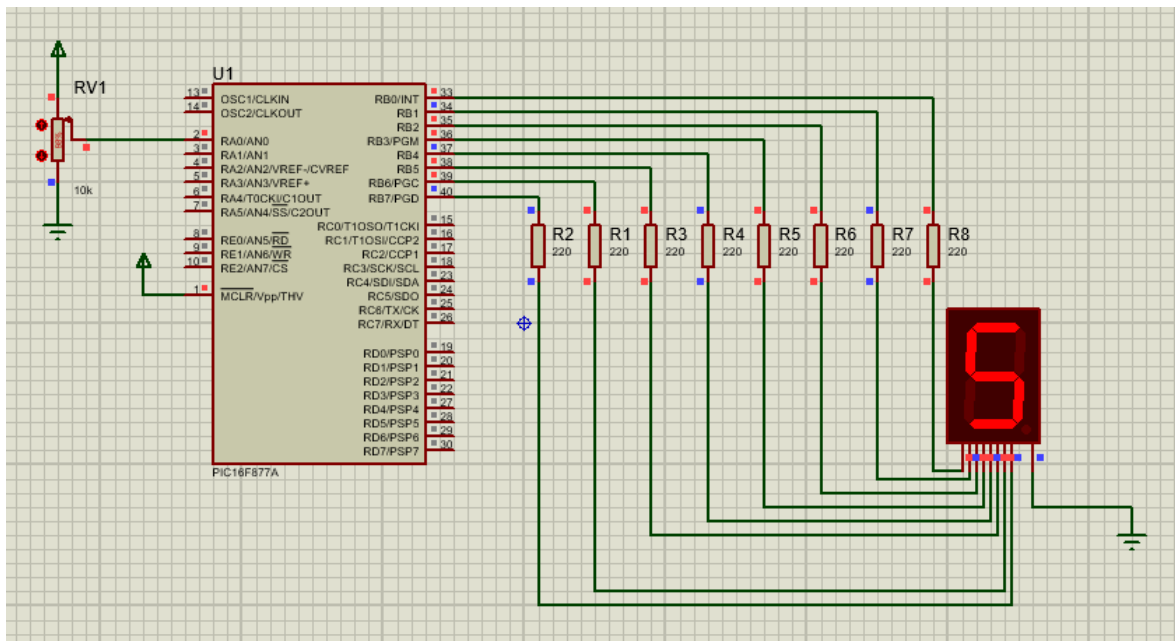 U1
RV1
10k
13
14
2
3
4
5
6
7
8
9
10
1
OSC1/CLKIN
OSC2/CLKOUT
RA0/AN0
RA1/AN1
RA2/AN2/VREF-/CVREF
RA3/AN3/VREF+
RA4/T0CKI/C1OUT
RA5/AN4/SS/C2OUT
RE0/AN5/RD
RE1/AN6/WR
RE2/AN7/CS
MCLR/Vpp/THV
RB0/INT
RB1
RB2
RB3/PGM
RB4
RB5
RB6/PGC
RB7/PGD
RC0/T1OSO/T1CKI
RC1/T1OSI/CCP2
RC2/CCP1
RC3/SCK/SCL
RC4/SDI/SDA
RC5/SDO
RC6/TX/CK
RC7/RX/DT
RD0/PSP0
RD1/PSP1
RD2/PSP2
RD3/PSP3
RD4/PSP4
RD5/PSP5
RD6/PSP6
RD7/PSP7
33
34
35
36
37
38
39
40
15
16
17
18
23
24
25
26
19
20
21
22
27
28
29
30
PIC16F877A
R2 R1 R3 R4 R5 R6 R7 R8
220 220 220 220 220 220 220 220
5